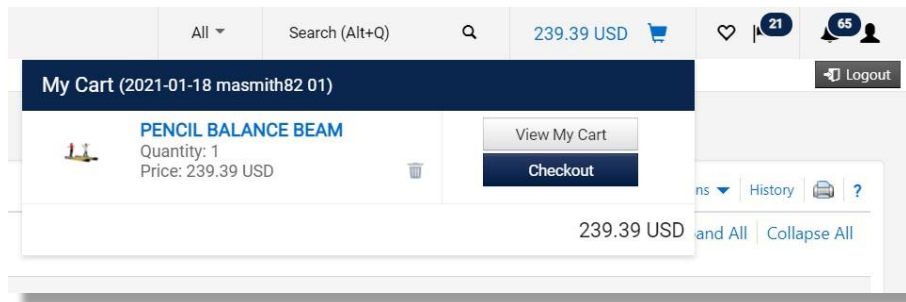 All
Search (Alt+Q)
239.39 USD
21
65
Logout
My Cart (2021-01-18 masmith82 01)
PENCIL BALANCE BEAM
Quantity: 1
Price: 239.39 USD
View My Cart
Checkout
ns
History
?
239.39 USD
and All
Collapse All